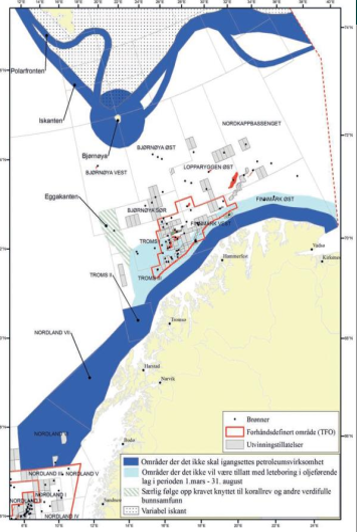 Polarfronten
Iskanten
Bjørnøya
NORDKAPPBASSENGET
BJØRNØYA ØST
BJØRNØYA VEST
LOPPARYGGEN ØST
Eggakanten
BJØRNØYA SØR
FINNMARK ØST
FINNMARK VEST
TROMS I
TROMS II
TROMS III
Vadsø
Kirkenes
Hammerfest
Tromsø
NORDLAND VII
Harstad
Narvik
NORDLAND VI
Bodø
NORDLAND III
NORDLAND V
NORDLAND IV
Brønner
Forhåndsdefinert område (TFO)
Utvinningstillatelser
Områder der det ikke skal igangsettes petroleumsvirksomhet
Områder der det ikke vil være tillatt med leteboring i oljeførende
lag i perioden 1.mars - 31. august
Særlig følge opp kravet knyttet til korallrev og andre verdifulle
bunnsamfunn
Variabel iskant